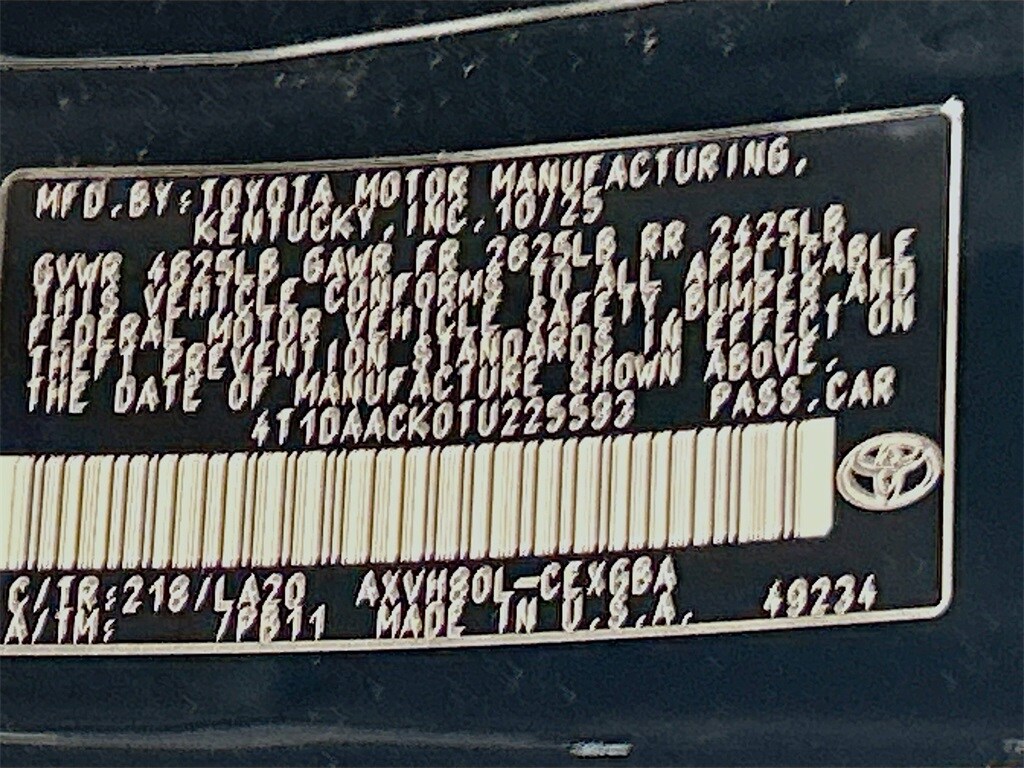 MFD.BY:TOYOTA MOTOR MANUFACTURING,
KENTUCKY,INC.10/25
GVWR 4625LB GAWR FR 2625LB RR 2425LB
THIS VEHICLE CONFORMS TO ALL APPLICABLE
FEDERAL MOTOR VEHICLE SAFETY,BUMPER,AND
THEFT PREVENTION STANDARDS IN EFFECT ON
THE DATE OF MANUFACTURE SHOWN ABOVE.
4T1DAACK0TU225593 PASS.CAR
C/TR:218/LA20 AXVH80L-CEXGBA
A/TM: /PB11 MADE IN U.S.A. 49234